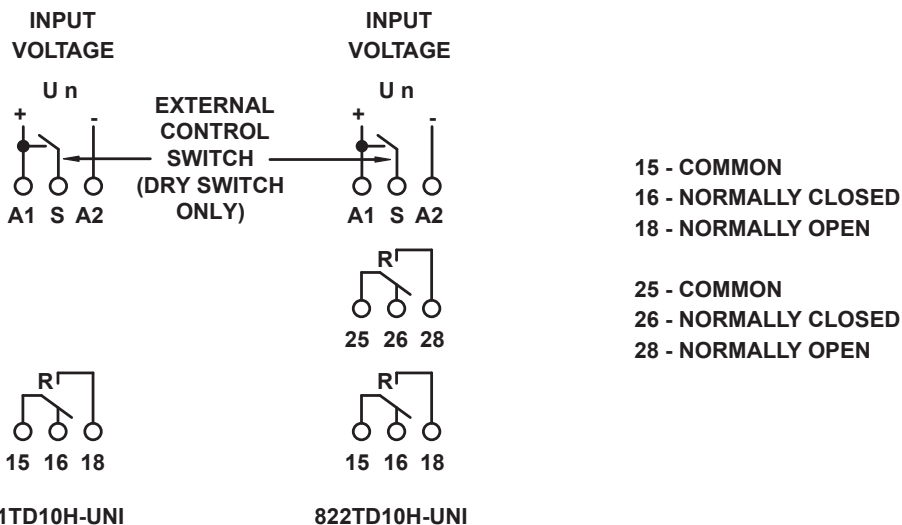 INPUT
VOLTAGE
U n
+ -
A1 S A2
EXTERNAL
CONTROL
SWITCH
(DRY SWITCH
ONLY)
INPUT
VOLTAGE
U n
+ -
A1 S A2
R
25 26 28
R
15 16 18
1TD10H-UNI
R
15 16 18
822TD10H-UNI
15 - COMMON
16 - NORMALLY CLOSED
18 - NORMALLY OPEN
25 - COMMON
26 - NORMALLY CLOSED
28 - NORMALLY OPEN